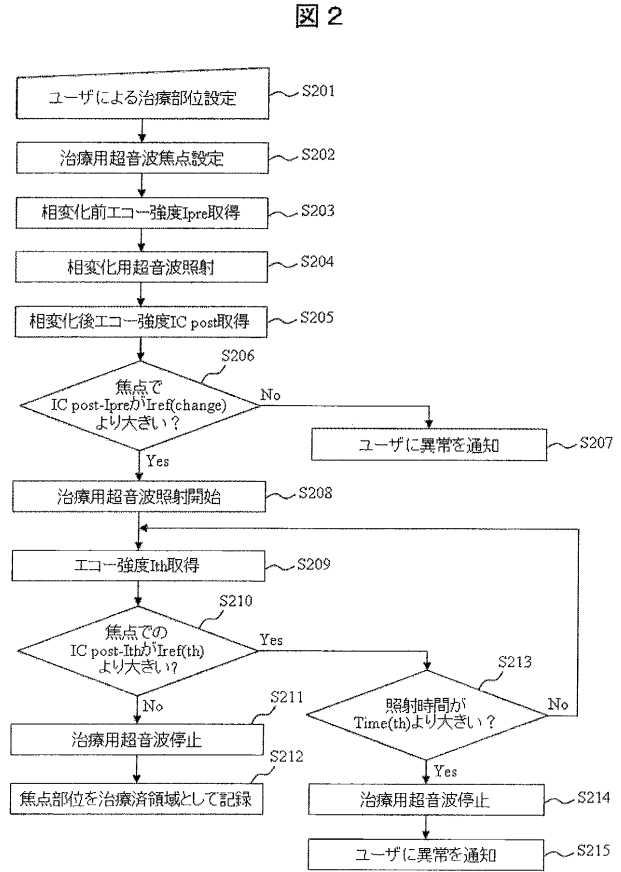 図2
ユーザによる治療部位設定
S201
治療用超音波焦点設定
S202
相変化前エコー強度Ipre取得
S203
相変化用超音波照射
S204
相変化後エコー強度IC post取得
S205
S206
焦点で
IC post-IpreがIref(change)
より大きい?
No
Yes
ユーザに異常を通知
S207
治療用超音波照射開始
S208
エコー強度Ith取得
S209
S210
焦点での
IC post-IthがIref(th)
より大きい?
Yes
No
S211
治療用超音波停止
S212
焦点部位を治療済領域として記録
S213
照射時間が
Time(th)より大きい?
No
Yes
治療用超音波停止
S214
ユーザに異常を通知
S215